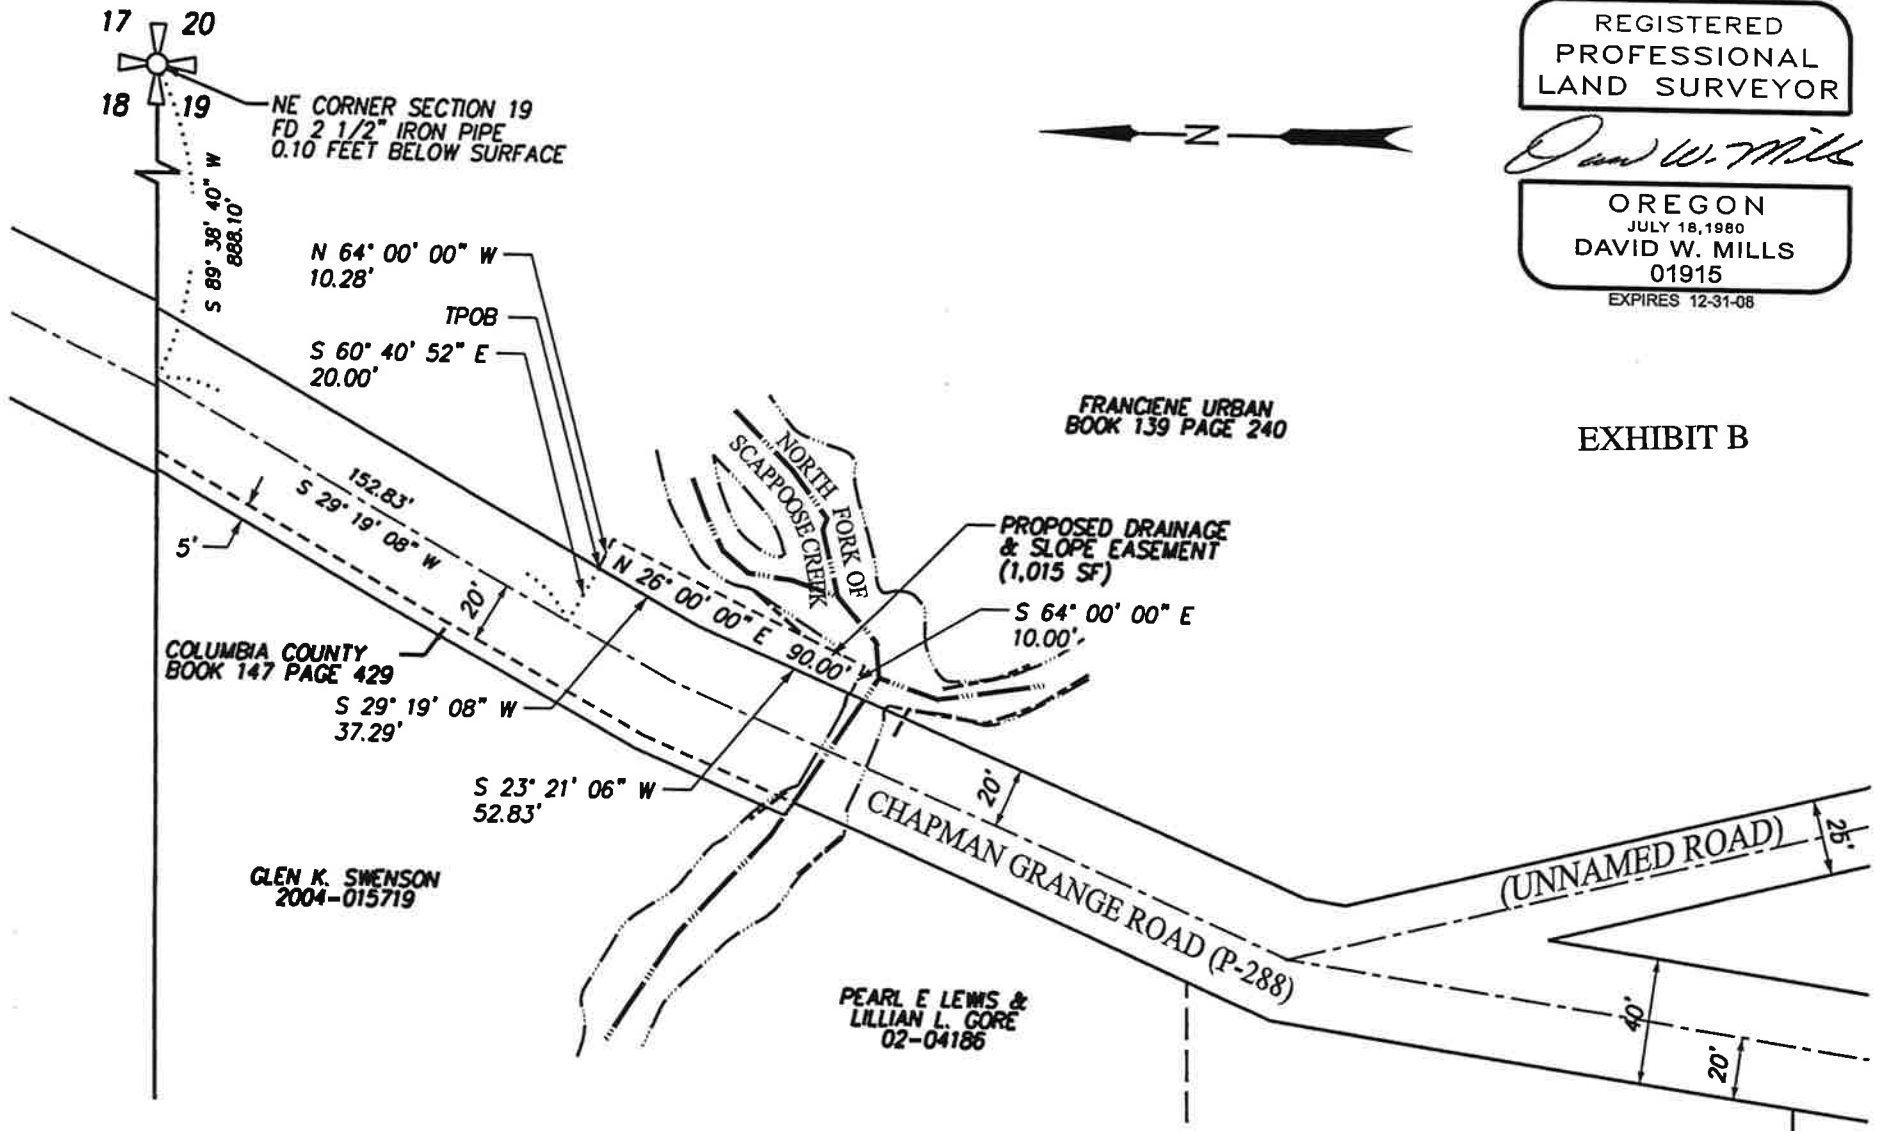 17 20
18 19
NE CORNER SECTION 19
FD 2 1/2" IRON PIPE
0.10 FEET BELOW SURFACE
S 89° 38' 40" W
888.10'
N 64° 00' 00" W
10.28'
TPOB
S 60° 40' 52" E
20.00'
N
REGISTERED
PROFESSIONAL
LAND SURVEYOR
David W. Mills
OREGON
JULY 18,1980
DAVID W. MILLS
01915
EXPIRES 12-31-08
EXHIBIT B
FRANCIENE URBAN
BOOK 139 PAGE 240
NORTH FORK OF
SCAPPOOSE CREEK
152.83'
S 29° 19' 08" W
5'
20'
N 26° 00' 00" E 90.00'
PROPOSED DRAINAGE
& SLOPE EASEMENT
(1,015 SF)
S 64° 00' 00" E
10.00'
COLUMBIA COUNTY
BOOK 147 PAGE 429
S 29° 19' 08" W
37.29'
S 23° 21' 06" W
52.83'
20'
CHAPMAN GRANGE ROAD (P-288)
(UNNAMED ROAD)
25'
GLEN K. SWENSON
2004-015719
PEARL E LEWIS &
LILLIAN L. GORE
02-04186
40'
20'